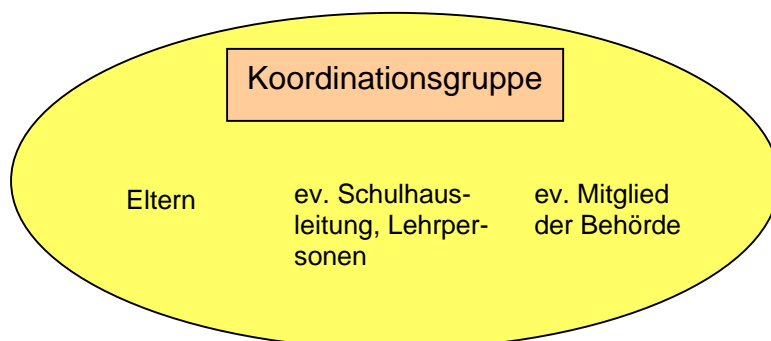 Koordinationsgruppe
Eltern
ev. Schulhaus-
leitung, Lehrper-
sonen
ev. Mitglied
der Behörde